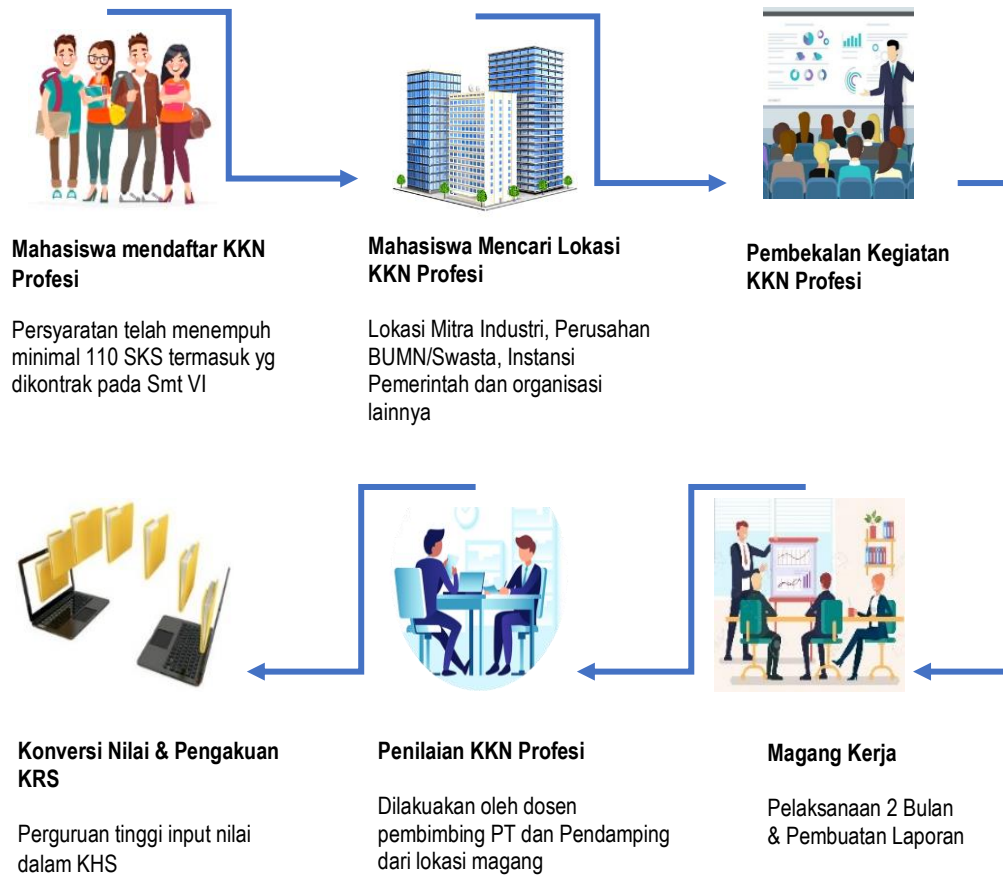 Mahasiswa mendaftar KKN
Profesi
Persyaratan telah menempuh
minimal 110 SKS termasuk yg
dikontrak pada Smt VI
Mahasiswa Mencari Lokasi
KKN Profesi
Lokasi Mitra Industri, Perusahan
BUMN/Swasta, Instansi
Pemerintah dan organisasi
lainnya
Pembekalan Kegiatan
KKN Profesi
Magang Kerja
Pelaksanaan 2 Bulan
& Pembuatan Laporan
Penilaian KKN Profesi
Dilakuakan oleh dosen
pembimbing PT dan Pendamping
dari lokasi magang
Konversi Nilai & Pengakuan
KRS
Perguruan tinggi input nilai
dalam KHS